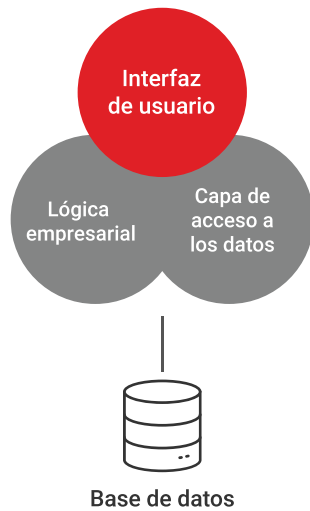 Interfaz
de usuario
Lógica
empresarial
Capa de
acceso a
los datos
Base de datos